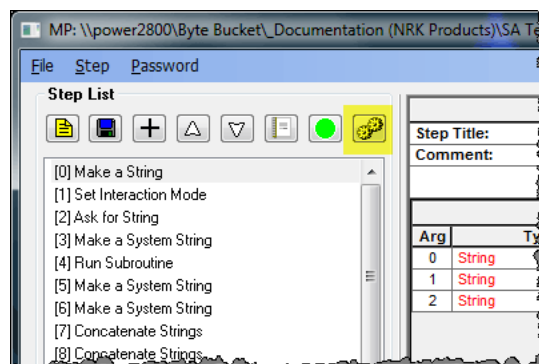 MP: \\power2800\Byte Bucket\_Documentation (NRK Products)\SA
File Step Password
Step List
[0] Make a String
[1] Set Interaction Mode
[2] Ask for String
[3] Make a System String
[4] Run Subroutine
[5] Make a System String
[6] Make a System String
[7] Concatenate Strings
[8] Concatenate Strings
Step Title:
Comment:
Arg
0 String
1 String
2 String